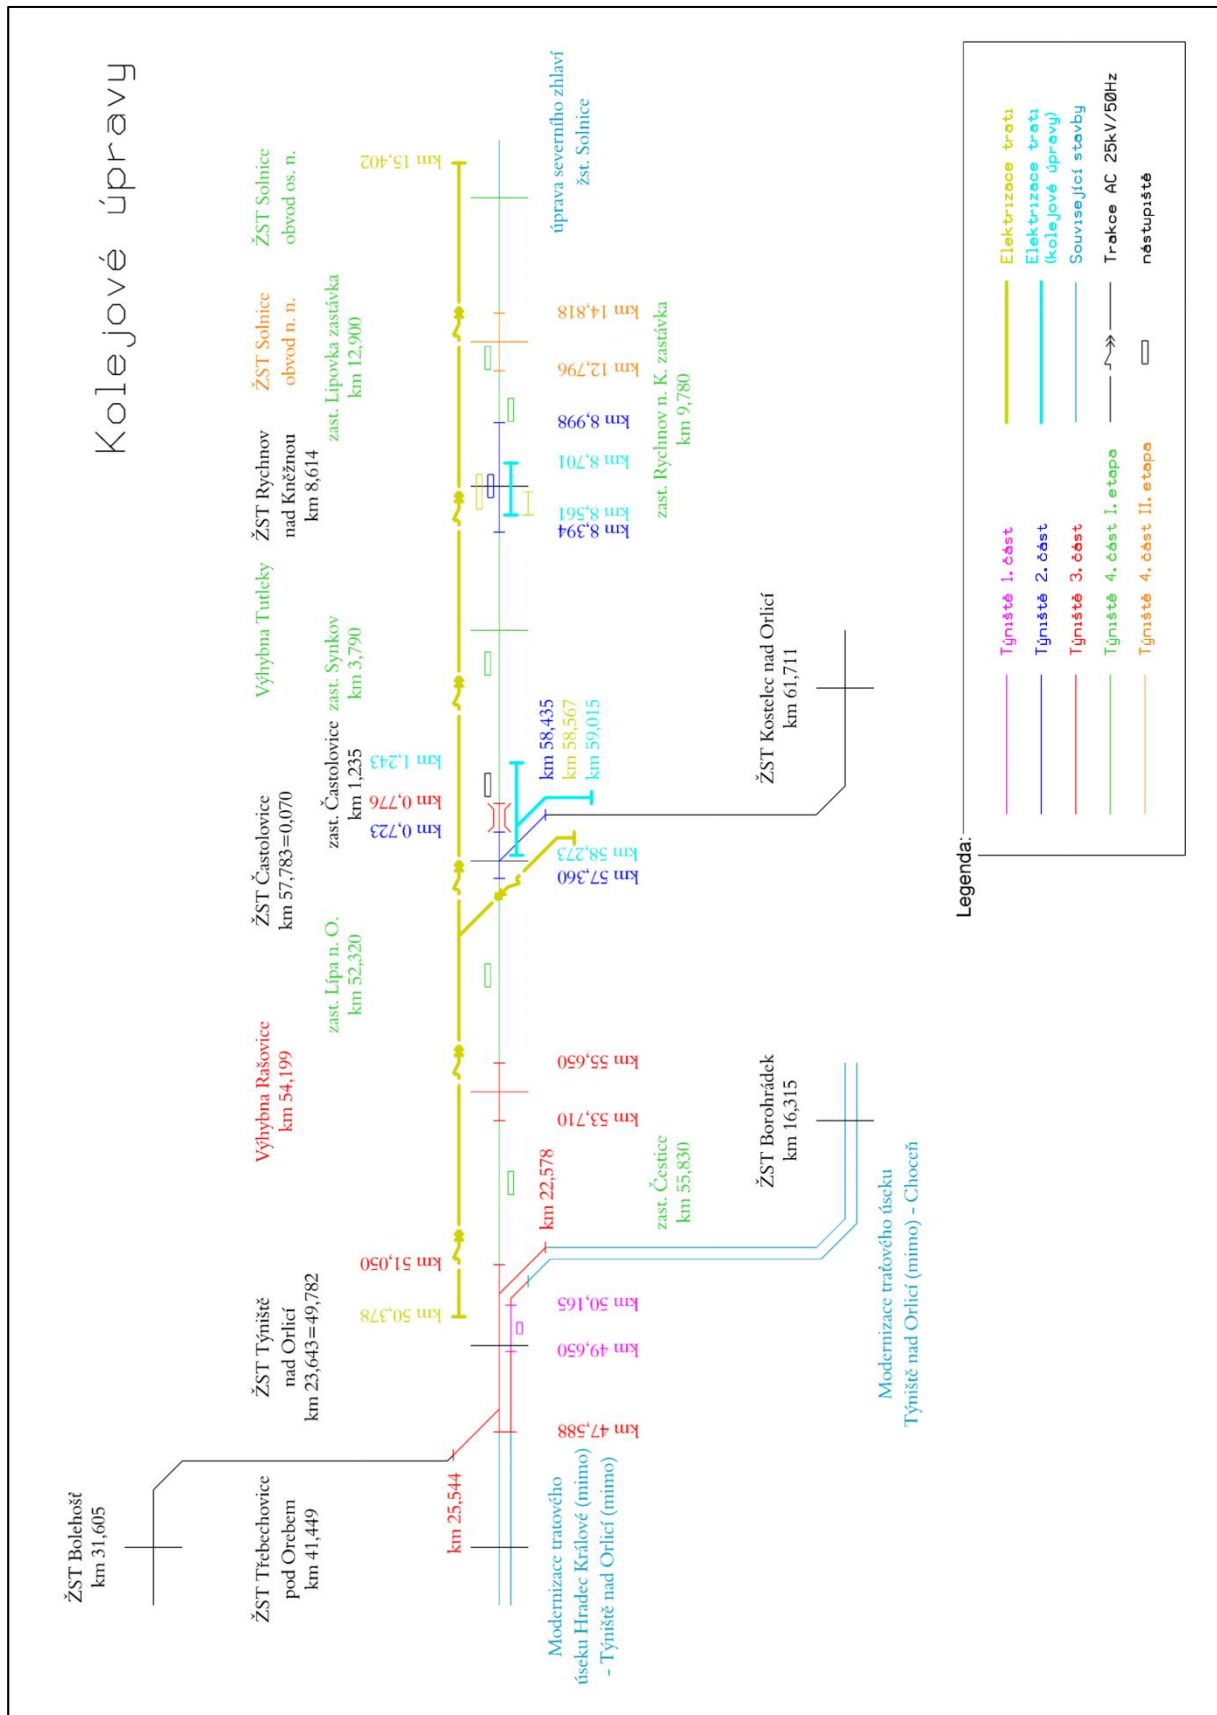 Kolejové úpravy
ŽST Bolehošť
km 31,605
ŽST Třebechovice
pod Orebem
km 41,449
ŽST Týniště
nad Orlicí
km 23,643=49,782
Výhybna Rašovice
km 54,199
ŽST Častolovice
km 57,783=0,070
Výhybna Tutleky
ŽST Rychnov
nad Kněžnou
km 8,614
ŽST Solnice
obvod n. n.
ŽST Solnice
obvod os. n.
zast. Lípa n. O.
km 52,320
zast. Častolovice
km 1,235
zast. Synkov
km 3,790
zast. Lipovka zastávka
km 12,900
km 25,544
km 50,378
km 51,050
km 0,723
km 0,776
km 1,243
km 15,402
km 47,588
km 49,650
km 50,165
km 22,578
km 53,710
km 55,650
km 57,360
km 58,273
km 58,435
km 58,567
km 59,015
km 8,394
km 8,561
km 8,701
km 8,998
km 12,796
km 14,818
úprava severního zhlaví
žst. Solnice
Modernizace tratového
úseku Hradec Králové (mimo)
- Týniště nad Orlicí (mimo)
zast. Čestice
km 55,830
zast. Rychnov n. K. zastávka
km 9,780
ŽST Borohrádek
km 16,315
ŽST Kostelec nad Orlicí
km 61,711
Modernizace traťového úseku
Týniště nad Orlicí (mimo) - Choceň
Legenda:
Týniště 1. část
Týniště 2. část
Týniště 3. část
Týniště 4. část I. etapa
Týniště 4. část II. etapa
Elektrizace trati
Elektrizace trati
(kolejové úpravy)
Související stavby
Trakce AC 25kV/50Hz
nástupiště